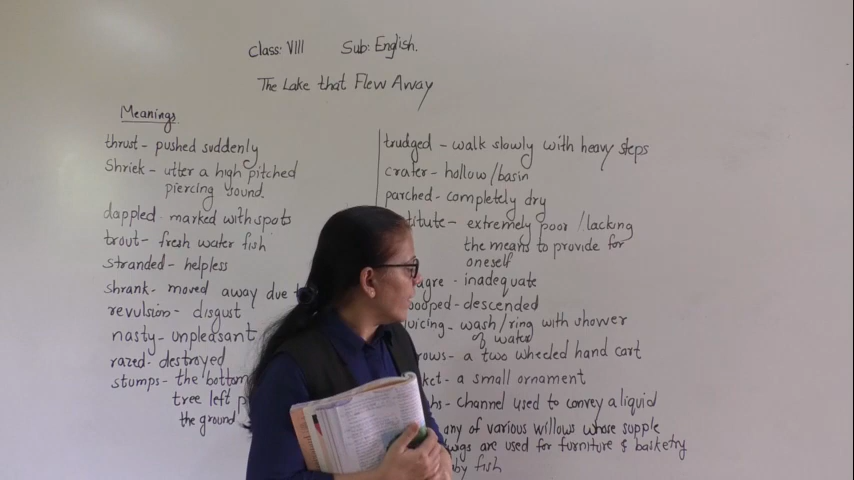 Class: VIII Sub: English.
The Lake that Flew Away
Meanings
thrust - pushed suddenly
Shriek - utter a high pitched
piercing sound.
dappled - marked with spots
trout - fresh water fish
stranded - helpless
shrank - moved away due
revulsion - disgust
nasty - unpleasant
razed - destroyed
stumps - the bottom
tree left
the ground
trudged - walk slowly with heavy steps
crater - hollow/basin
parched - completely dry
titute - extremely poor / lacking
the means to provide for
oneself
agre - inadequate
ooped - descended
uicing - wash/ring with shower
of water
rows - a two wheeled hand cart
ket - a small ornament
hs - channel used to convey a liquid
any of various willows whose supple
wigs are used for furniture & basketry
by fish